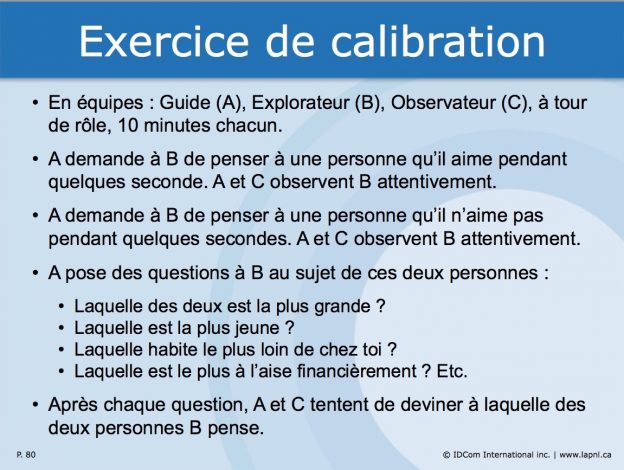 Exercice de calibration
• En équipes : Guide (A), Explorateur (B), Observateur (C), à tour
de rôle, 10 minutes chacun.
• A demande à B de penser à une personne qu’il aime pendant
quelques seconde. A et C observent B attentivement.
• A demande à B de penser à une personne qu’il n’aime pas
pendant quelques secondes. A et C observent B attentivement.
• A pose des questions à B au sujet de ces deux personnes :
• Laquelle des deux est la plus grande ?
• Laquelle est la plus jeune ?
• Laquelle habite le plus loin de chez toi ?
• Laquelle est le plus à l’aise financièrement ? Etc.
• Après chaque question, A et C tentent de deviner à laquelle des
deux personnes B pense.
P. 80
© IDCom International inc. | www.lapnl.ca